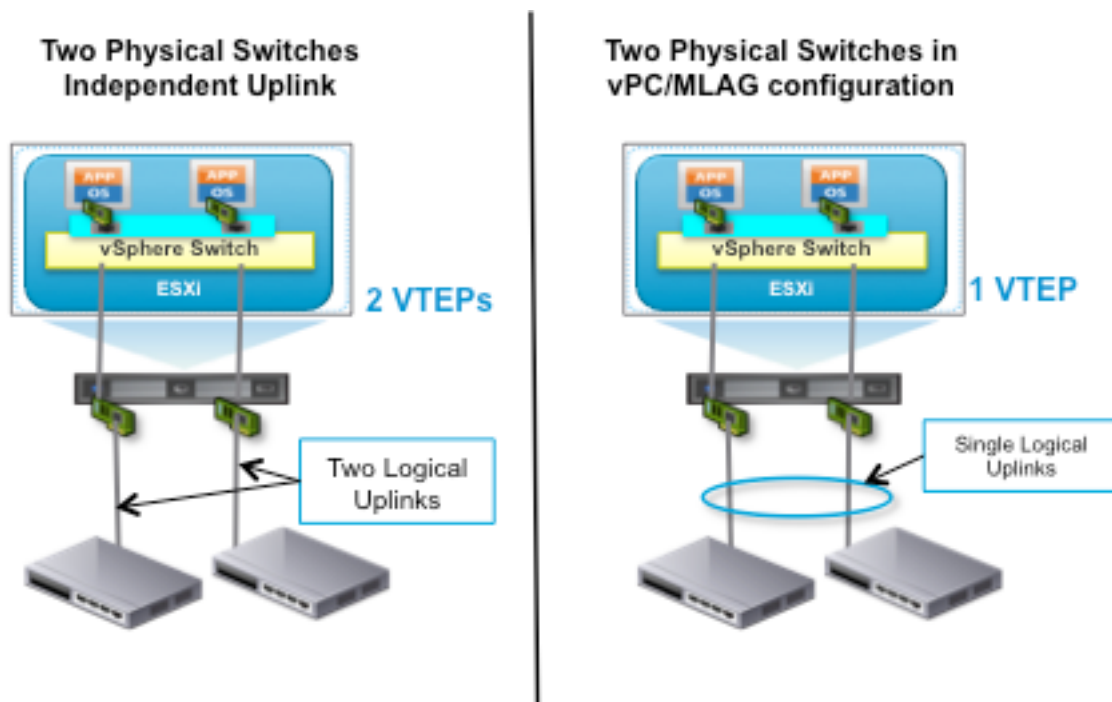 Two Physical Switches
Independent Uplink
APP
OS
APP
OS
vSphere Switch
ESXi
2 VTEPs
Two Logical
Uplinks
Two Physical Switches in
vPC/MLAG configuration
APP
OS
APP
OS
vSphere Switch
ESXi
1 VTEP
Single Logical
Uplinks